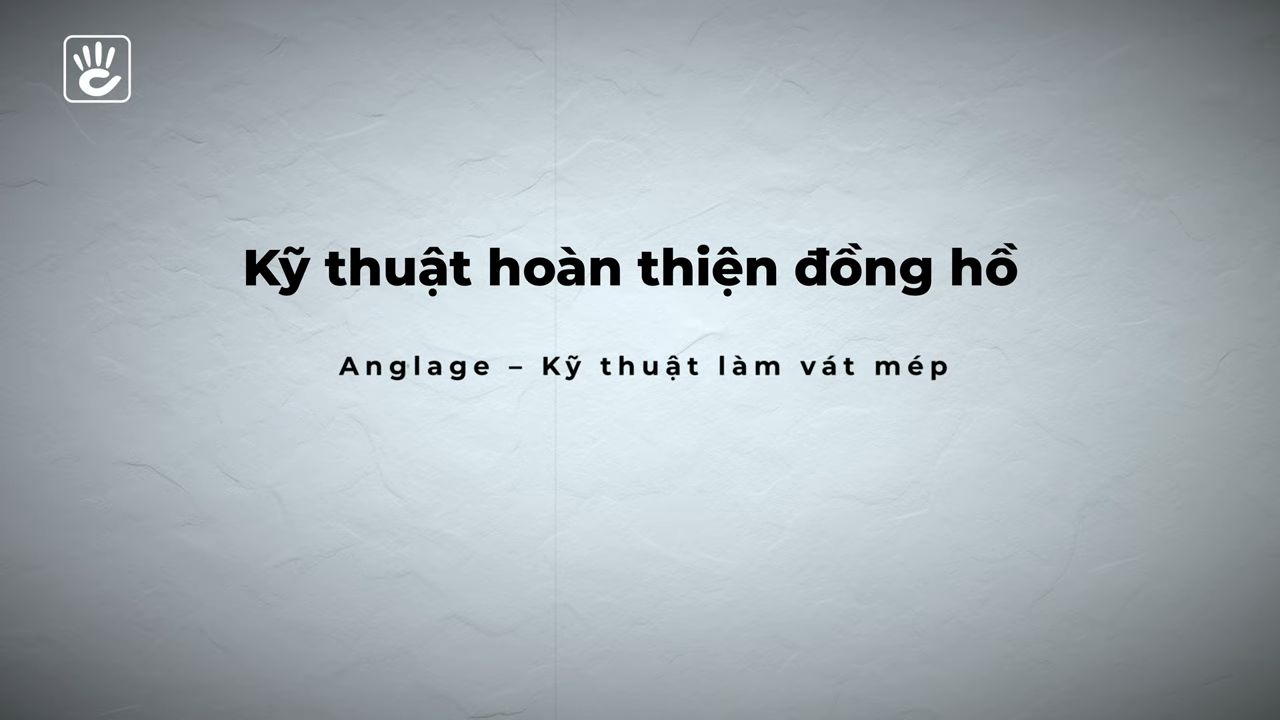 Kỹ thuật hoàn thiện đồng hồ
Anglage – Kỹ thuật làm vát mép